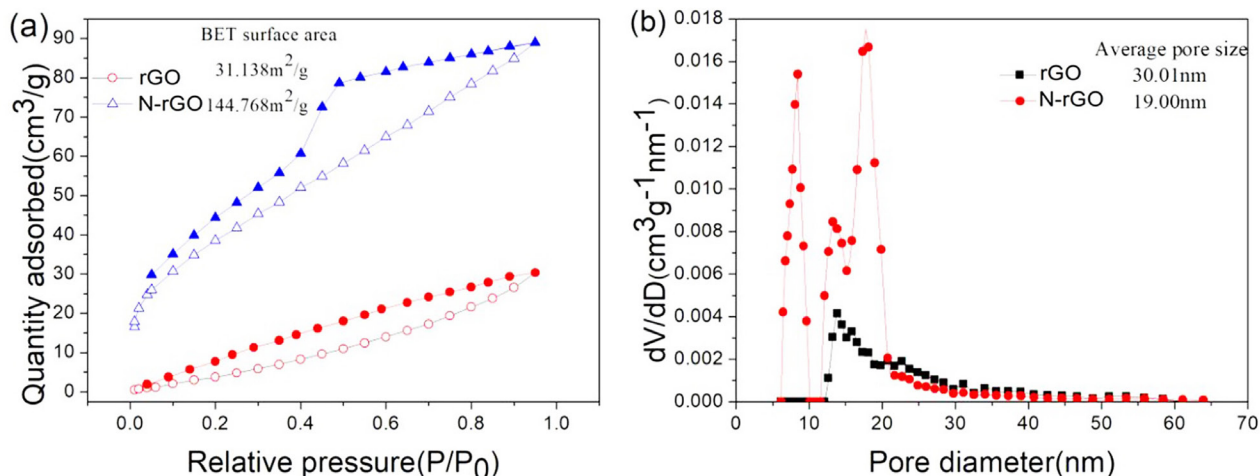 (a)
BET surface area
rGO 31.138m²/g
N-rGO 144.768m²/g
Quantity adsorbed(cm³/g)
90
80
70
60
50
40
30
20
10
0
0.0 0.2 0.4 0.6 0.8 1.0
Relative pressure(P/P₀)
(b)
Average pore size
rGO 30.01nm
N-rGO 19.00nm
dV/dD(cm³g⁻¹nm⁻¹)
0.018
0.016
0.014
0.012
0.010
0.008
0.006
0.004
0.002
0.000
0 10 20 30 40 50 60 70
Pore diameter(nm)